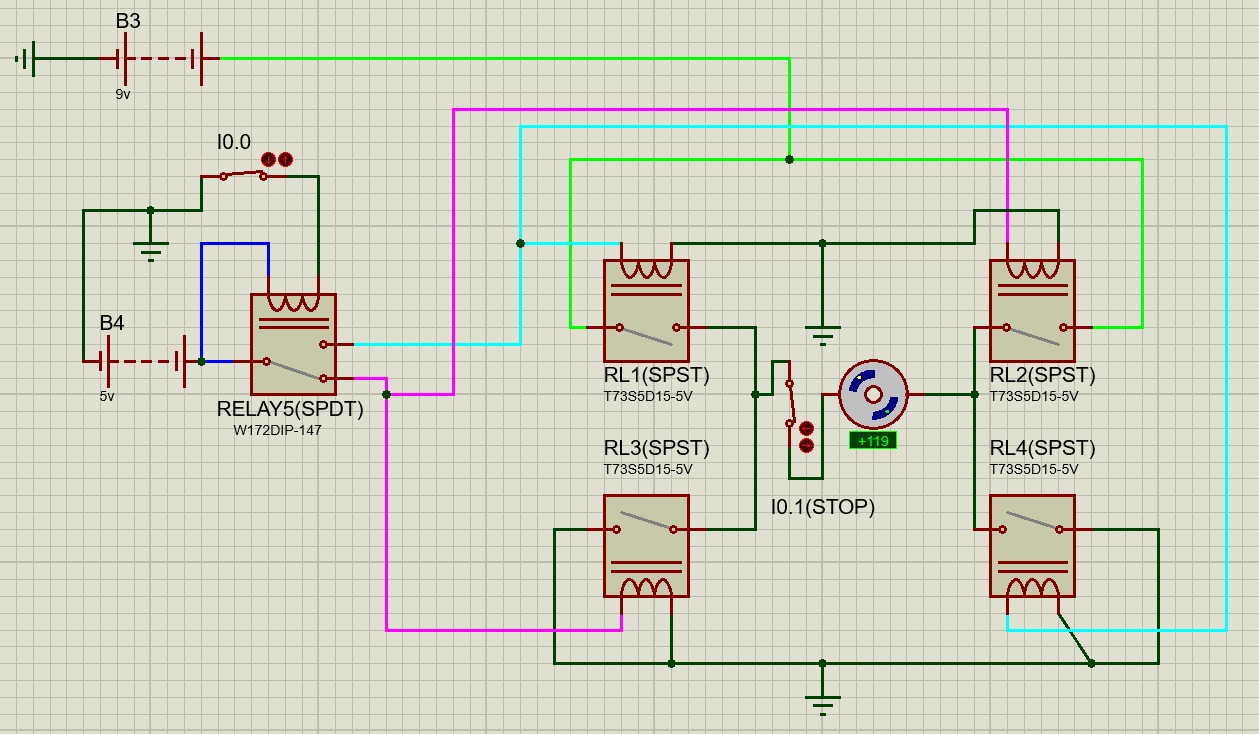 B3
9v
I0.0
B4
5v
RELAY5(SPDT)
W172DIP-147
RL1(SPST)
T73S5D15-5V
RL2(SPST)
T73S5D15-5V
+119
RL3(SPST)
T73S5D15-5V
RL4(SPST)
T73S5D15-5V
I0.1(STOP)